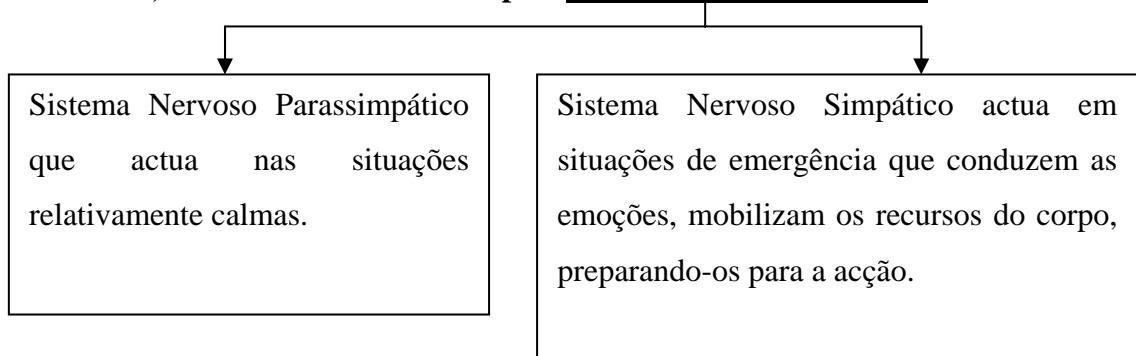 Sistema Nervoso Parassimpático
que actua nas situações
relativamente calmas.
Sistema Nervoso Simpático actua em
situações de emergência que conduzem as
emoções, mobilizam os recursos do corpo,
preparando-os para a acção.